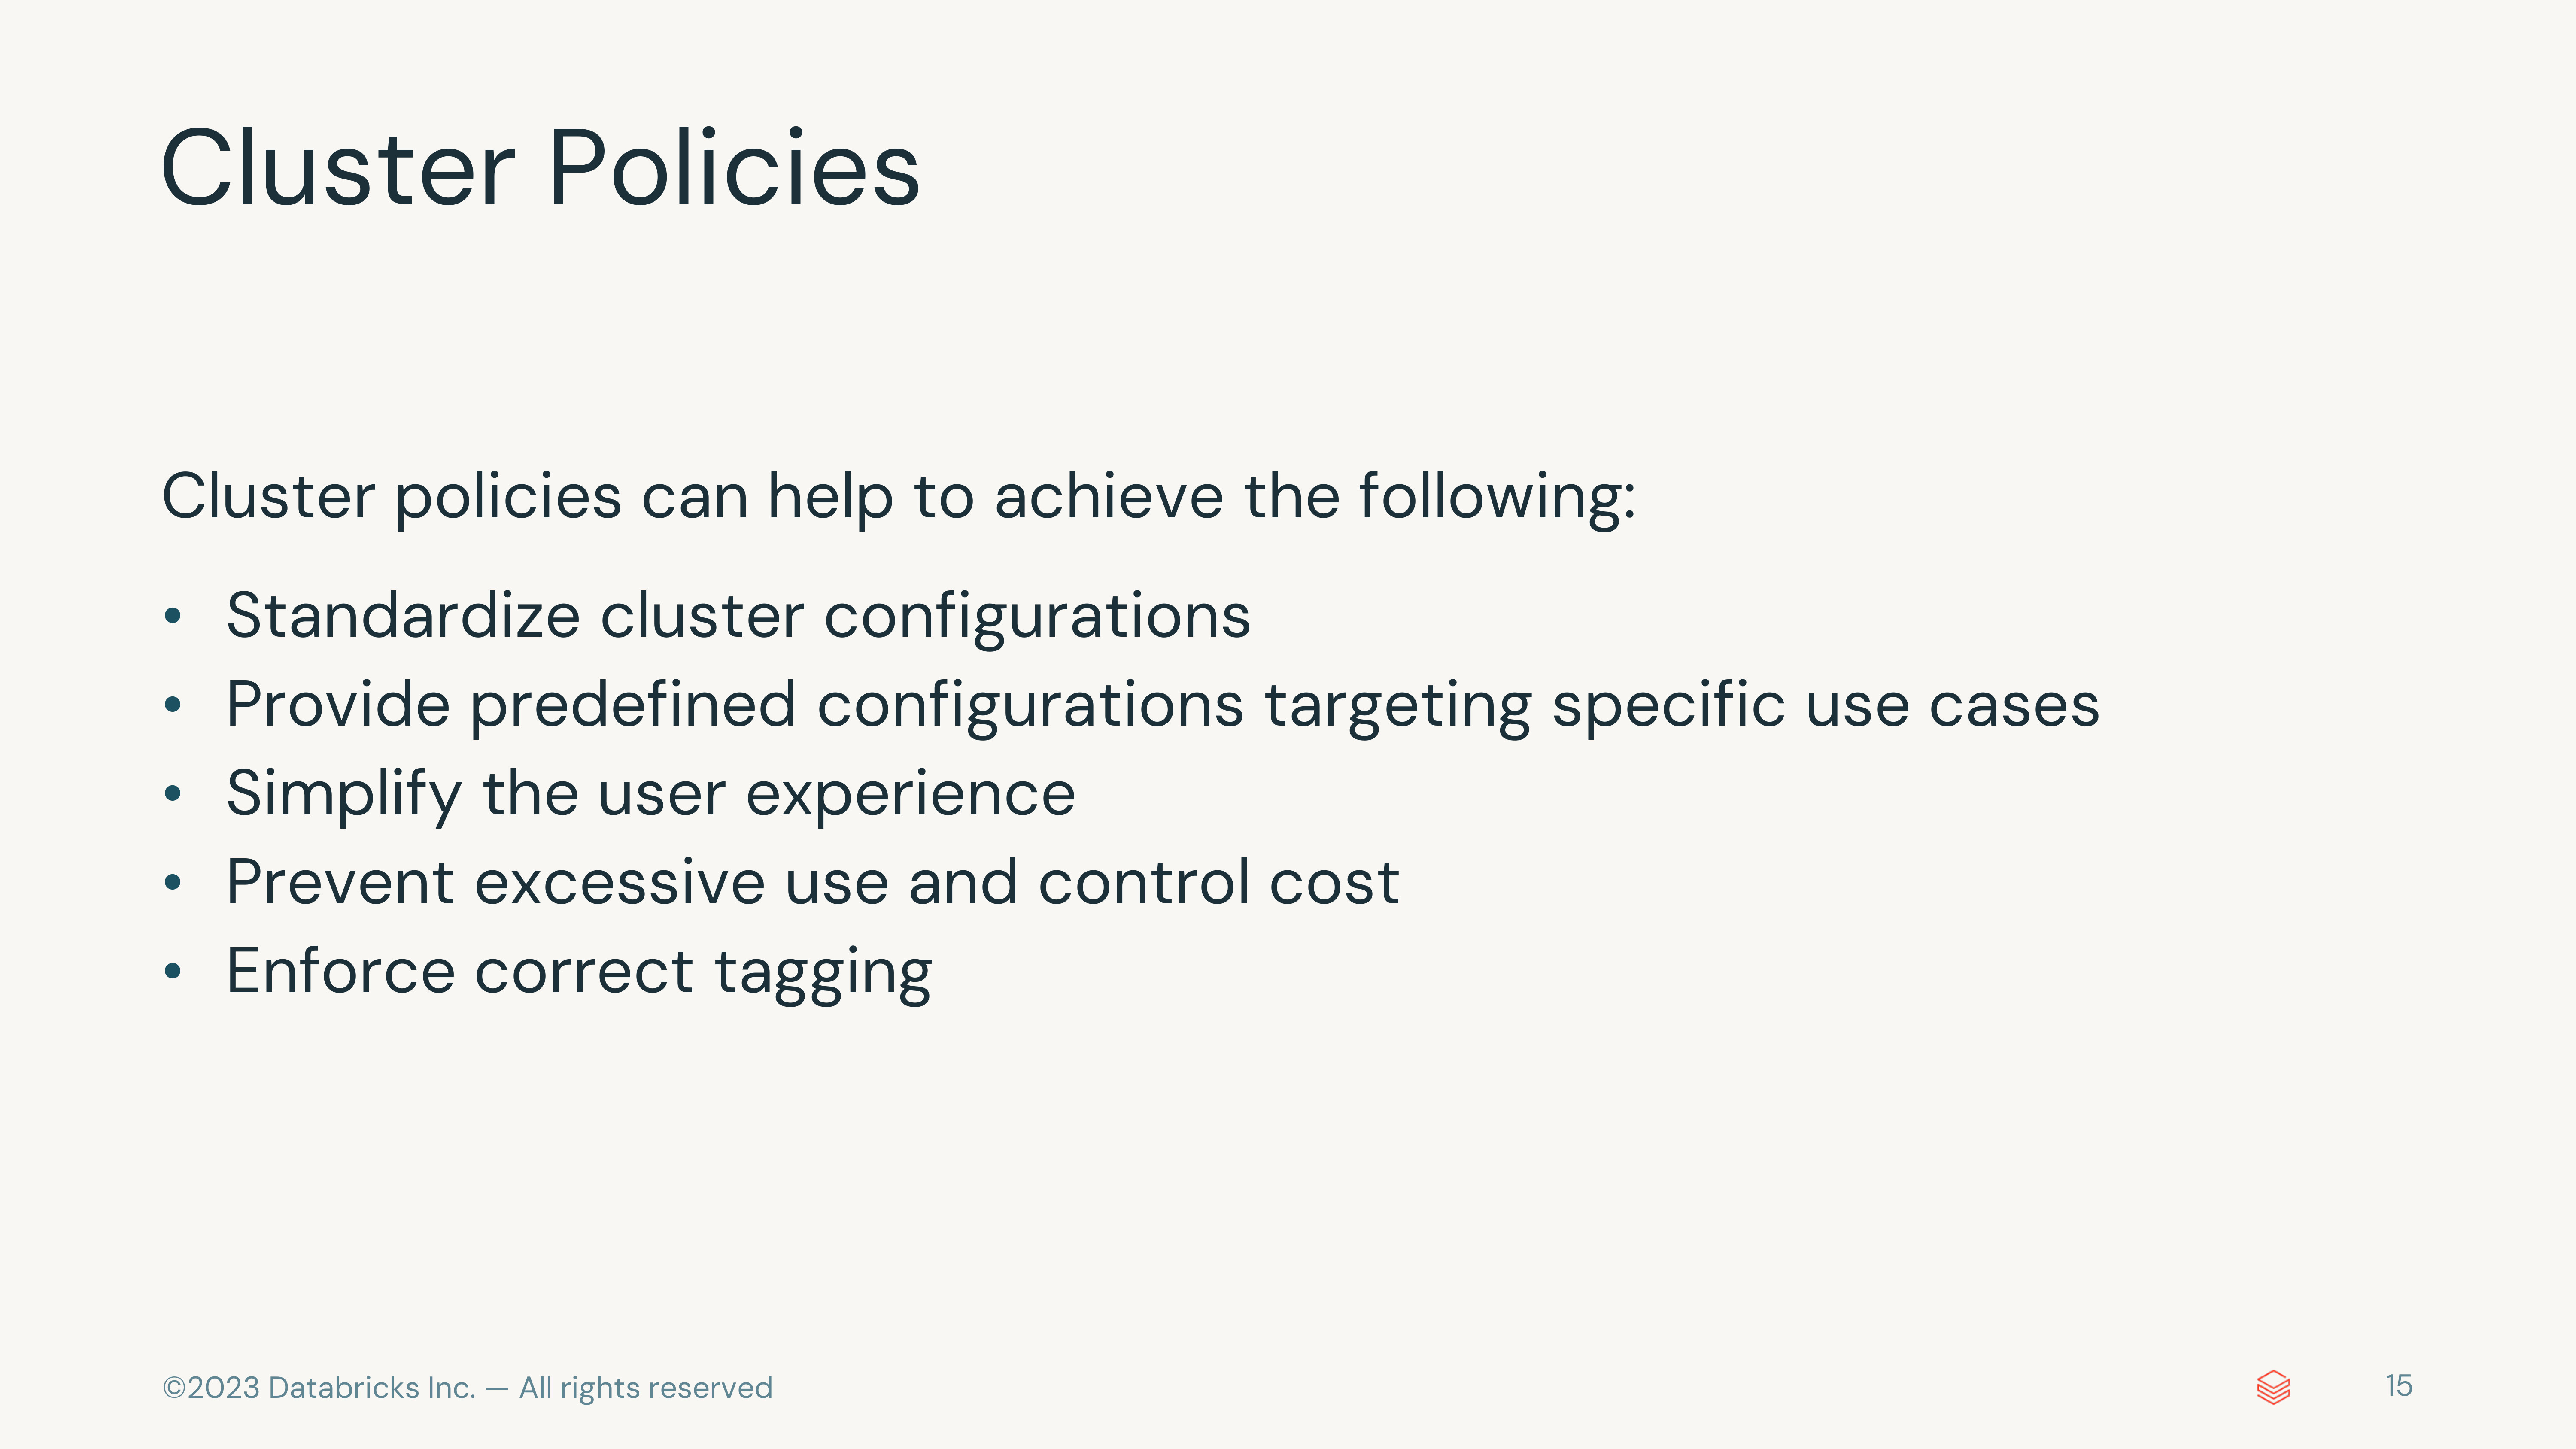 Cluster Policies
Cluster policies can help to achieve the following:
• Standardize cluster configurations
• Provide predefined configurations targeting specific use cases
• Simplify the user experience
• Prevent excessive use and control cost
• Enforce correct tagging
©2023 Databricks Inc. — All rights reserved
15